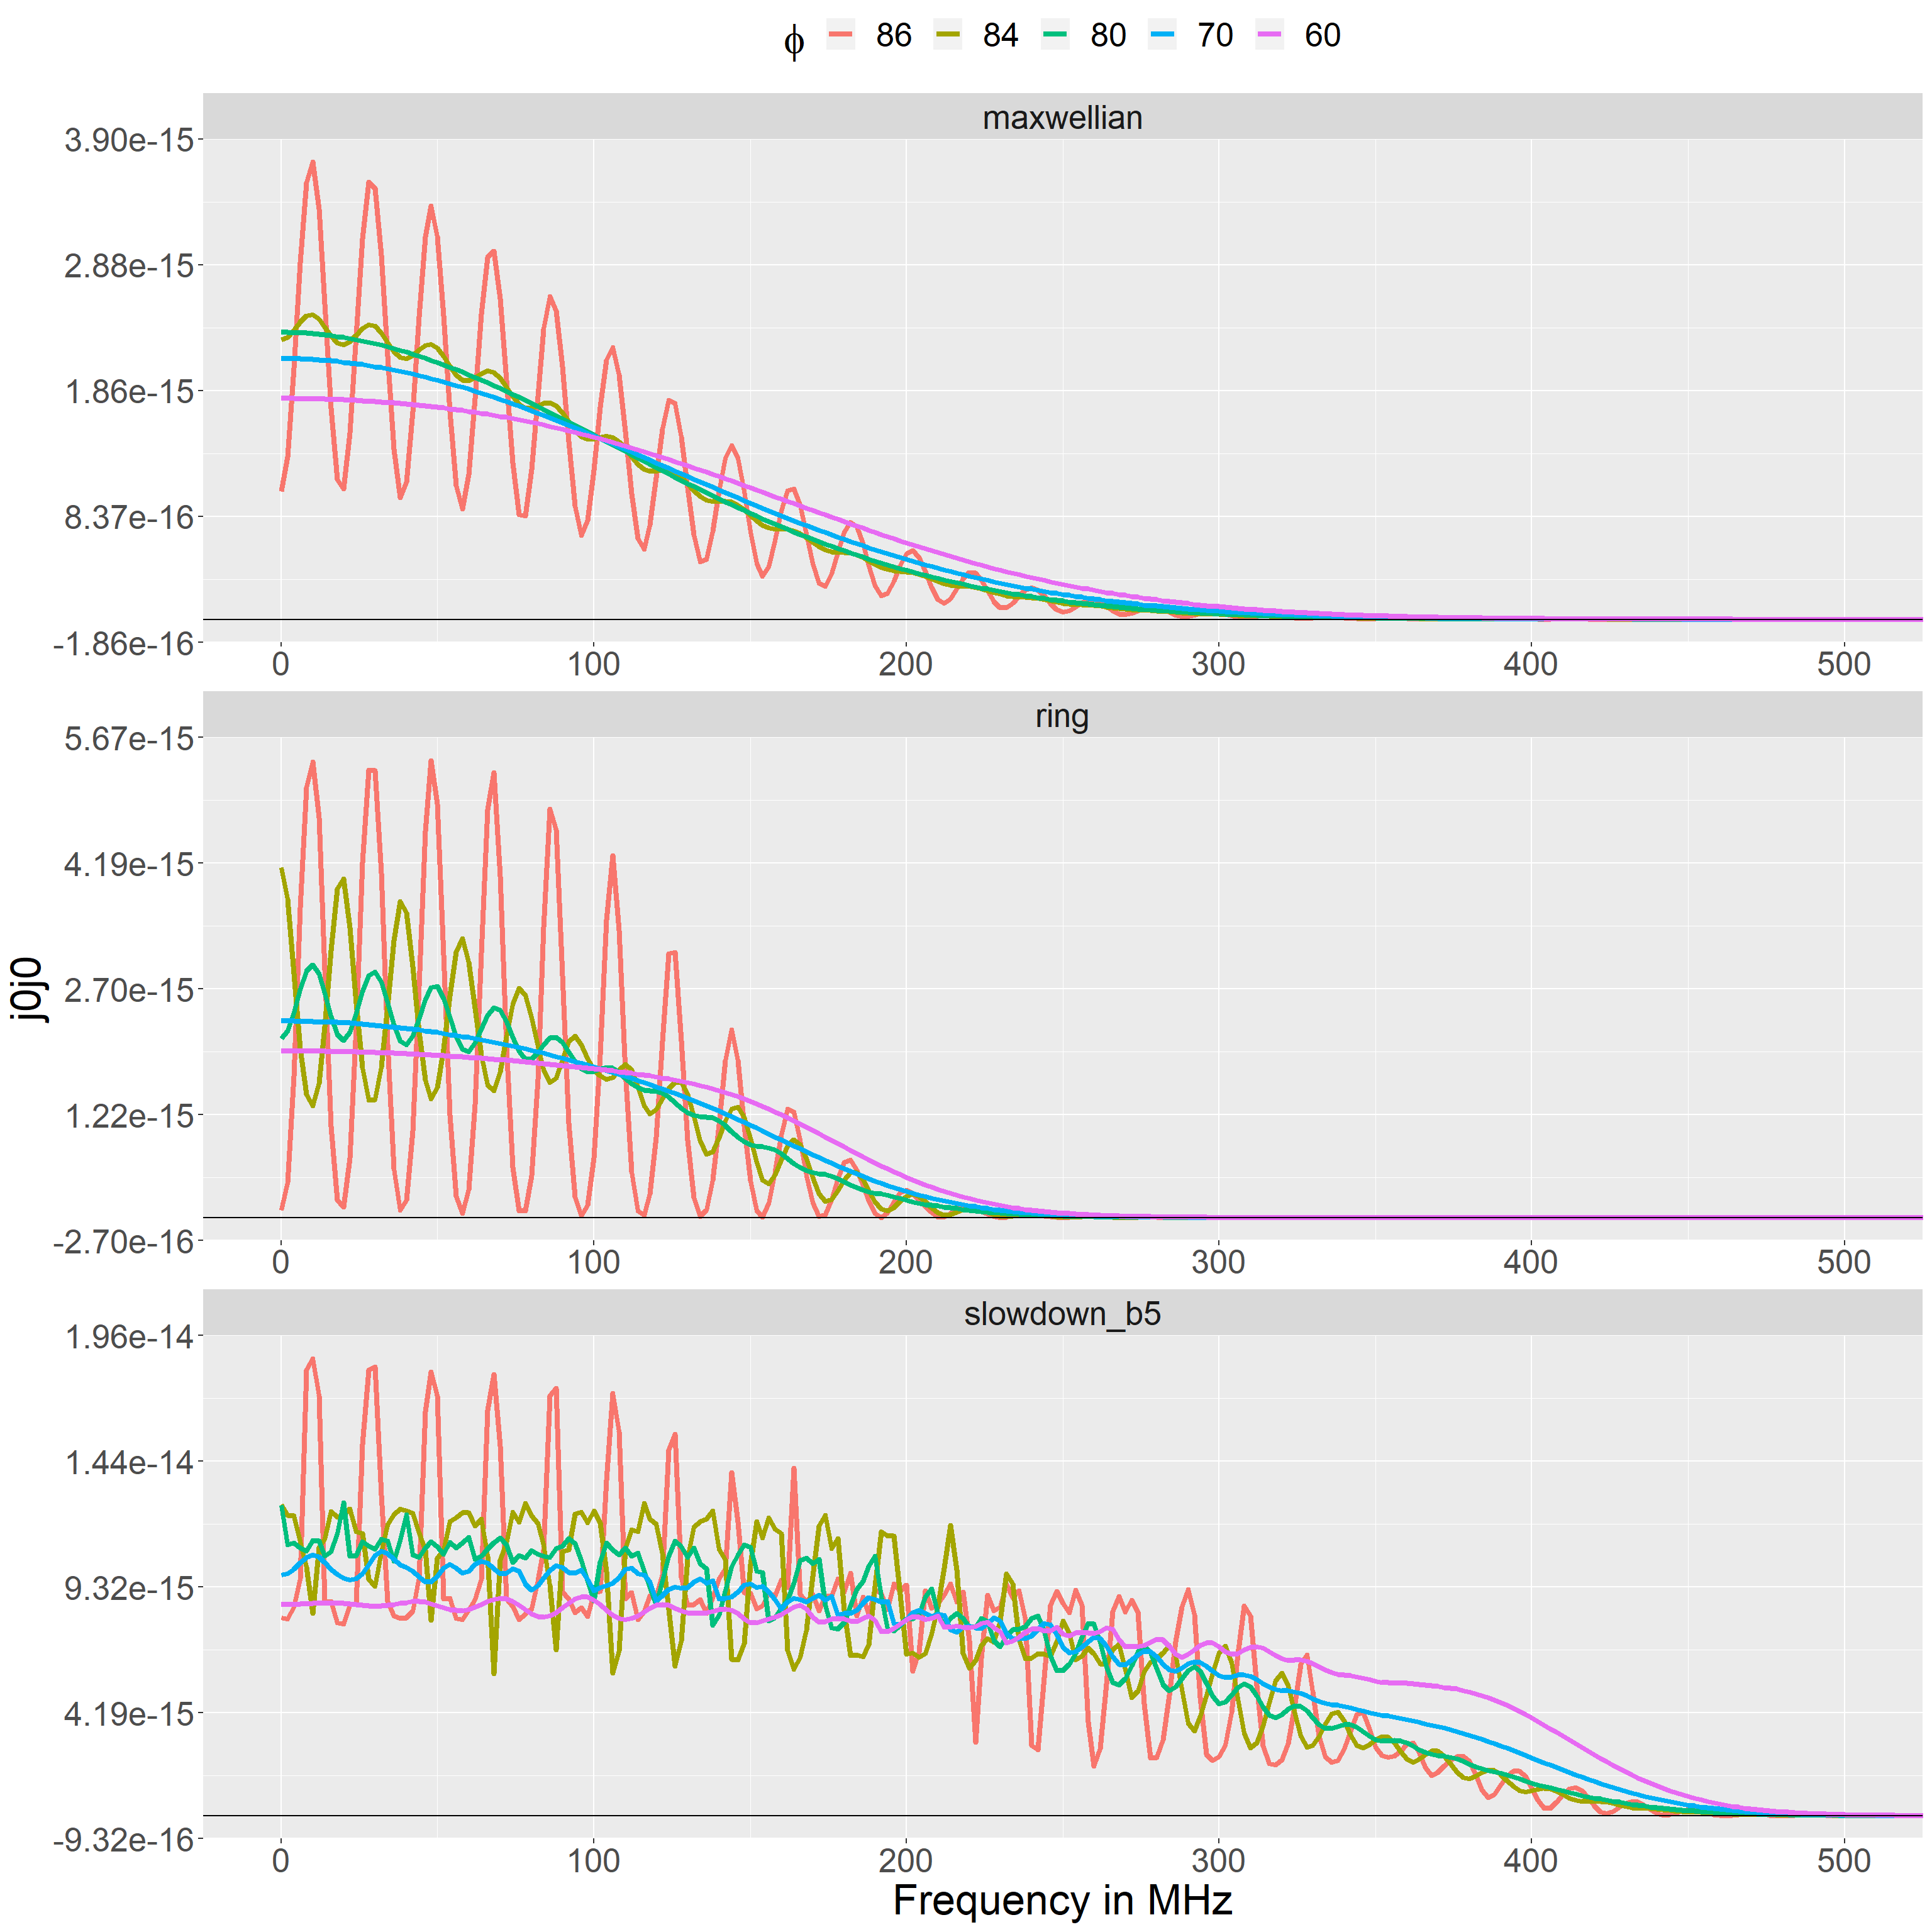 ϕ 86 84 80 70 60
maxwellian
3.90e-15
2.88e-15
1.86e-15
8.37e-16
-1.86e-16
0 100 200 300 400 500
ring
5.67e-15
4.19e-15
2.70e-15
1.22e-15
-2.70e-16
0 100 200 300 400 500
j0j0
slowdown_b5
1.96e-14
1.44e-14
9.32e-15
4.19e-15
-9.32e-16
0 100 200 300 400 500
Frequency in MHz